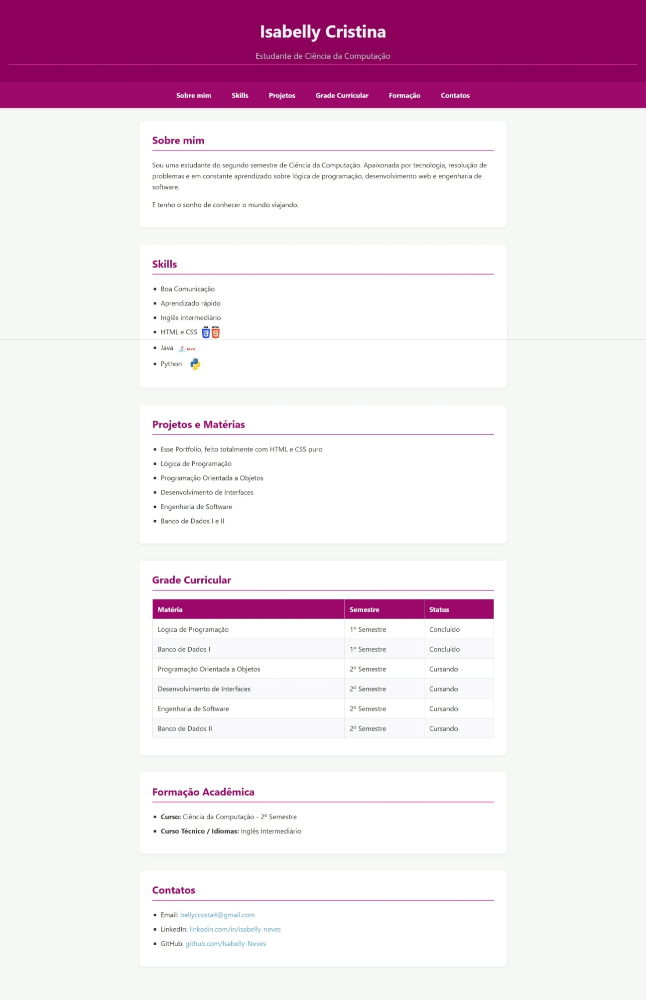 Isabelly Cristina
Estudante de Ciência da Computação
Sobre mim Skills Projetos Grade Curricular Formação Contatos
Sobre mim
Sou uma estudante do segundo semestre de Ciência da Computação. Apaixonada por tecnologia, resolução de
problemas e em constante aprendizado sobre lógica de programação, desenvolvimento web e engenharia de
software.
E tenho o sonho de conhecer o mundo viajando.
Skills
Boa Comunicação
Aprendizado rápido
Inglês intermediário
HTML e CSS CSS 3 HTML 5
Java Java
Python
Projetos e Matérias
Esse Portfolio, feito totalmente com HTML e CSS puro
Lógica de Programação
Programação Orientada a Objetos
Desenvolvimento de Interfaces
Engenharia de Software
Banco de Dados I e II
Grade Curricular
Matéria Semestre Status
Lógica de Programação 1º Semestre Concluído
Banco de Dados I 1º Semestre Concluído
Programação Orientada a Objetos 2º Semestre Cursando
Desenvolvimento de Interfaces 2º Semestre Cursando
Engenharia de Software 2º Semestre Cursando
Banco de Dados II 2º Semestre Cursando
Formação Acadêmica
Curso: Ciência da Computação - 2º Semestre
Curso Técnico / Idiomas: Inglês Intermediário
Contatos
Email: bellyccosta4@gmail.com
LinkedIn: linkedin.com/in/isabelly-neves
GitHub: github.com/Isabelly-Neves